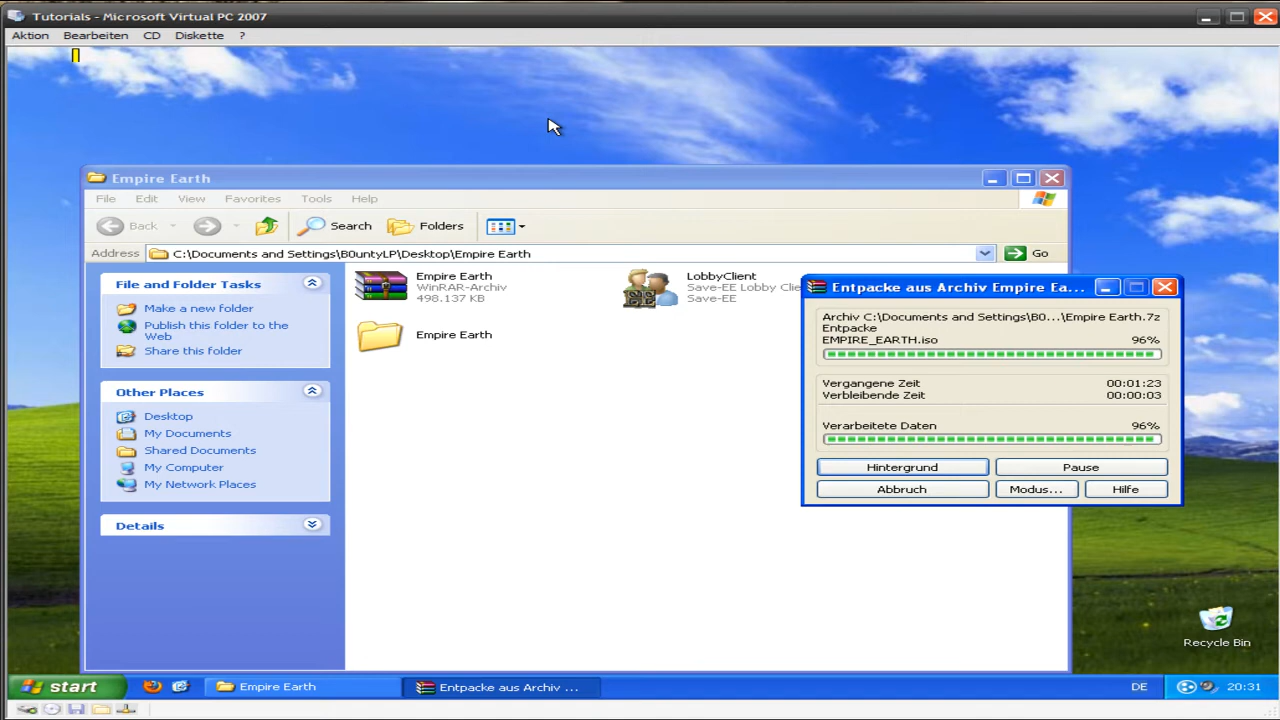 Tutorials - Microsoft Virtual PC 2007
Aktion Bearbeiten CD Diskette ?
Empire Earth
File Edit View Favorites Tools Help
Back Search Folders
Address C:\Documents and Settings\B0untyLP\Desktop\Empire Earth Go
File and Folder Tasks
Make a new folder
Publish this folder to the
Web
Share this folder
Other Places
Desktop
My Documents
Shared Documents
My Computer
My Network Places
Details
Empire Earth
WinRAR-Archiv
498.137 KB
LobbyClient
Save-EE Lobby Clie
Save-EE
Empire Earth
Entpacke aus Archiv Empire Ea...
Archiv C:\Documents and Settings\B0...\Empire Earth.7z
Entpacke
EMPIRE_EARTH.iso 96%
Vergangene Zeit 00:01:23
Verbleibende Zeit 00:00:03
Verarbeitete Daten 96%
Hintergrund Pause
Abbruch Modus... Hilfe
Recycle Bin
start Empire Earth Entpacke aus Archiv ... DE 20:31